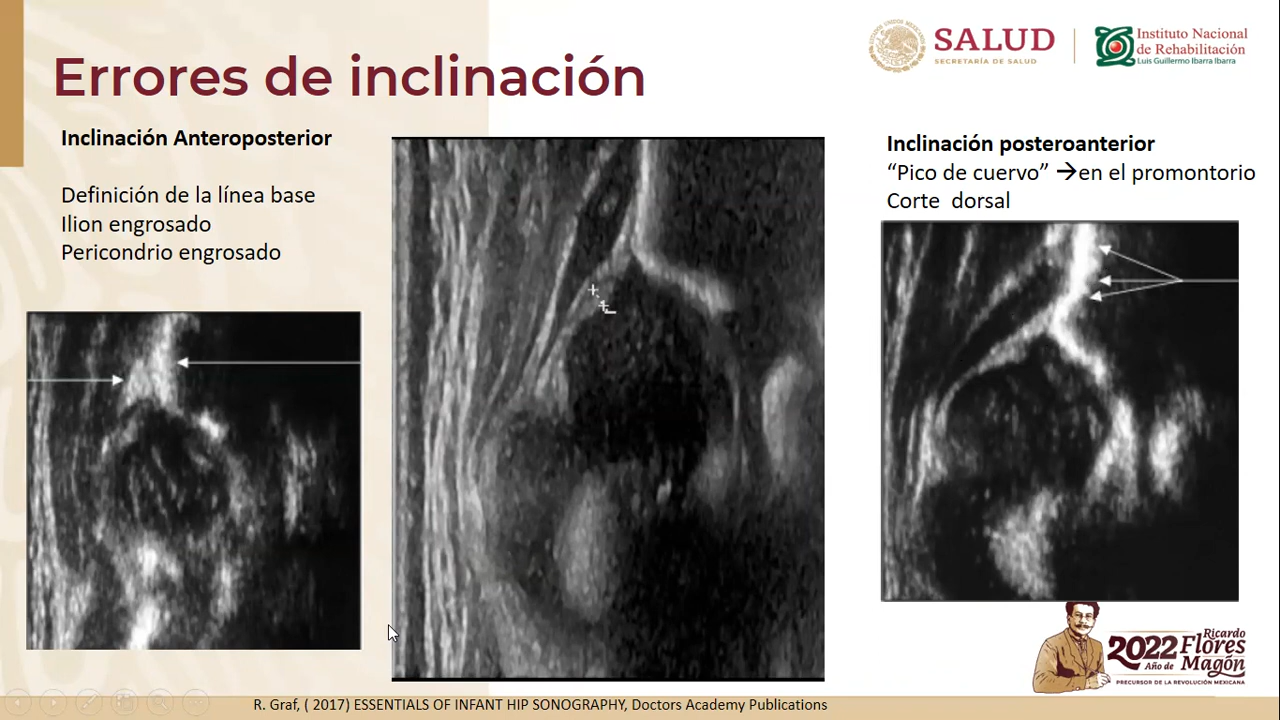 Errores de inclinación
SALUD
SECRETARÍA DE SALUD
Instituto Nacional
de Rehabilitación
Luis Guillermo Ibarra Ibarra
Inclinación Anteroposterior
Definición de la línea base
Ilion engrosado
Pericondrio engrosado
Inclinación posteroanterior
“Pico de cuervo” →en el promontorio
Corte dorsal
2022
Año de
Ricardo
Flores
Magón
PRECURSOR DE LA REVOLUCIÓN MEXICANA
R. Graf, ( 2017) ESSENTIALS OF INFANT HIP SONOGRAPHY, Doctors Academy Publications